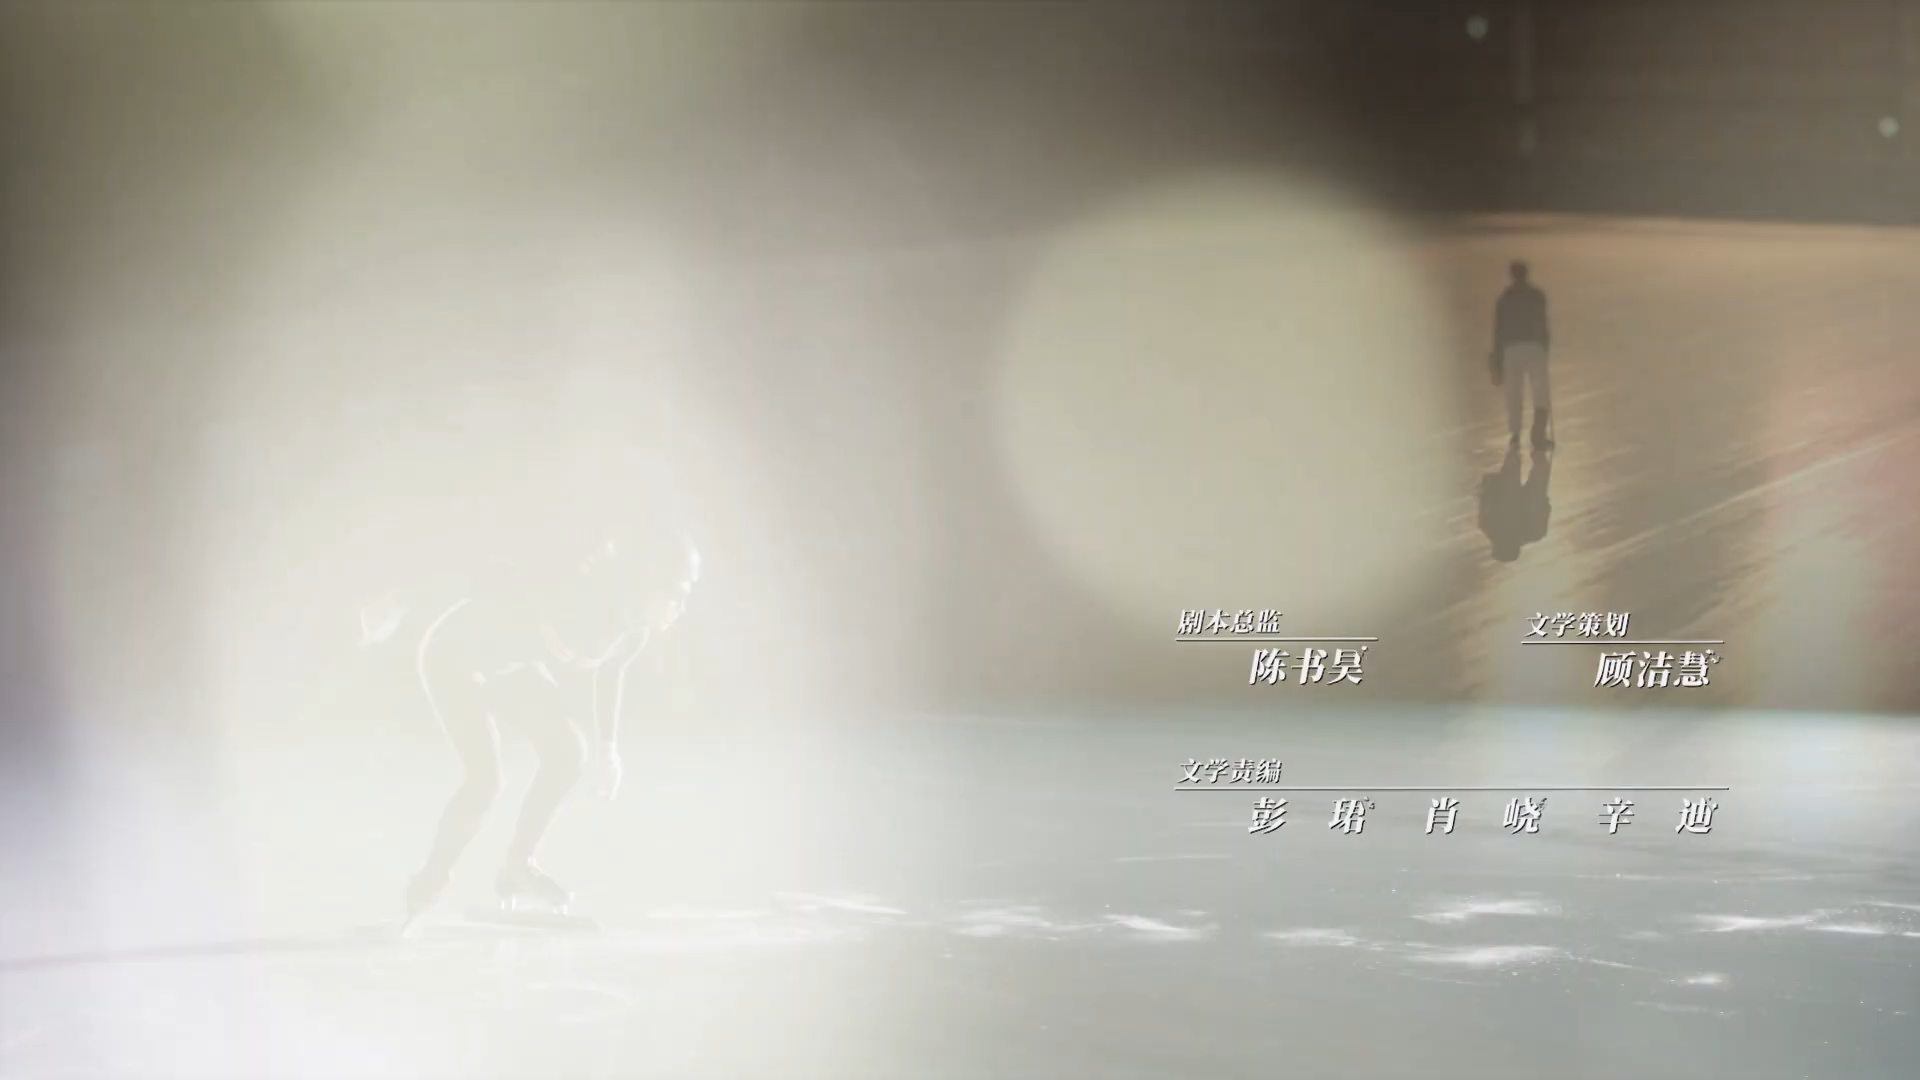 剧本总监
陈书昊
文学策划
顾洁慧
文学责编
彭珺 肖峣 辛迪